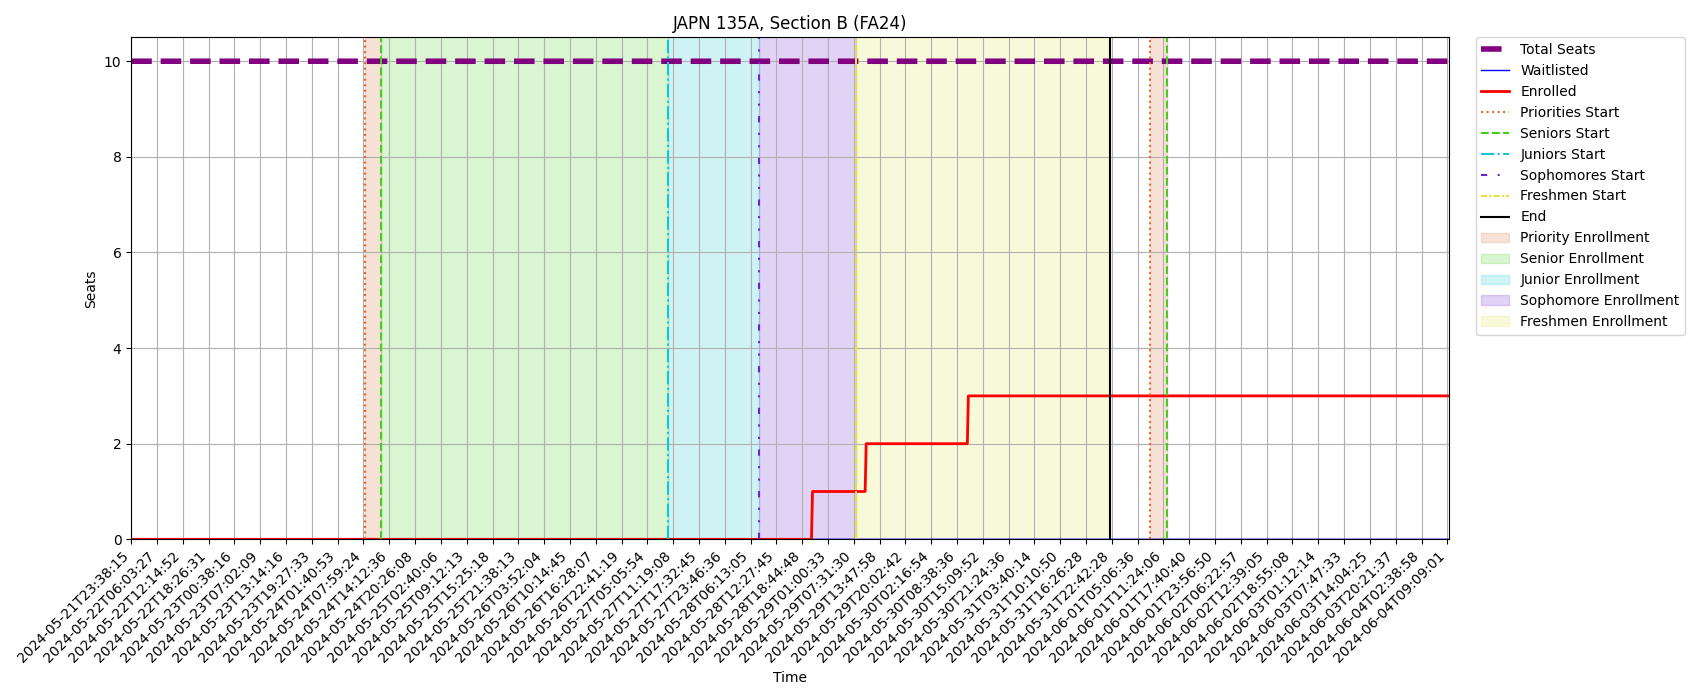 JAPN 135A, Section B (FA24)
Seats
10
8
6
4
2
0
2024-05-21T23:38:15
2024-05-22T06:03:27
2024-05-22T12:14:52
2024-05-22T18:26:31
2024-05-23T00:38:16
2024-05-23T07:02:09
2024-05-23T13:14:16
2024-05-23T19:27:33
2024-05-24T01:40:53
2024-05-24T07:59:24
2024-05-24T14:12:36
2024-05-24T20:26:08
2024-05-25T02:40:06
2024-05-25T09:12:13
2024-05-25T15:25:18
2024-05-25T21:38:13
2024-05-26T03:52:04
2024-05-26T10:14:45
2024-05-26T16:28:07
2024-05-26T22:41:19
2024-05-27T05:05:54
2024-05-27T11:19:08
2024-05-27T17:32:45
2024-05-27T23:46:36
2024-05-28T06:13:05
2024-05-28T12:27:45
2024-05-28T18:44:48
2024-05-29T01:00:33
2024-05-29T07:31:30
2024-05-29T13:47:58
2024-05-29T20:02:42
2024-05-30T02:16:54
2024-05-30T08:38:36
2024-05-30T15:09:52
2024-05-30T21:24:36
2024-05-31T03:40:14
2024-05-31T10:10:50
2024-05-31T16:26:28
2024-05-31T22:42:28
2024-06-01T05:06:36
2024-06-01T11:24:06
2024-06-01T17:40:40
2024-06-01T23:56:50
2024-06-02T06:22:57
2024-06-02T12:39:05
2024-06-02T18:55:08
2024-06-03T01:12:14
2024-06-03T07:47:33
2024-06-03T14:04:25
2024-06-03T20:21:37
2024-06-04T02:38:58
2024-06-04T09:09:01
Time
Total Seats
Waitlisted
Enrolled
Priorities Start
Seniors Start
Juniors Start
Sophomores Start
Freshmen Start
End
Priority Enrollment
Senior Enrollment
Junior Enrollment
Sophomore Enrollment
Freshmen Enrollment